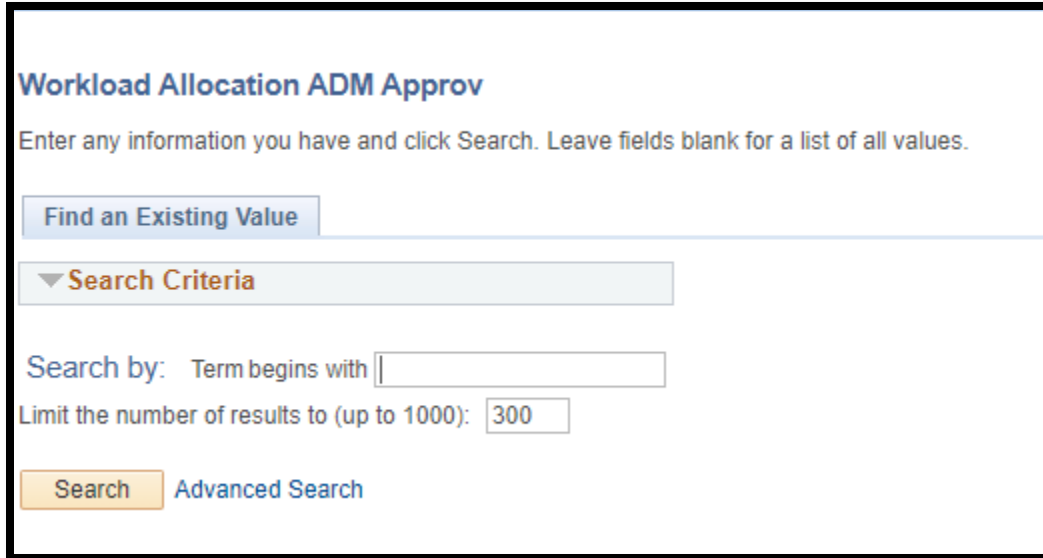 Workload Allocation ADM Approv
Enter any information you have and click Search. Leave fields blank for a list of all values.
Find an Existing Value
Search Criteria
Search by: Term begins with
Limit the number of results to (up to 1000): 300
Search Advanced Search